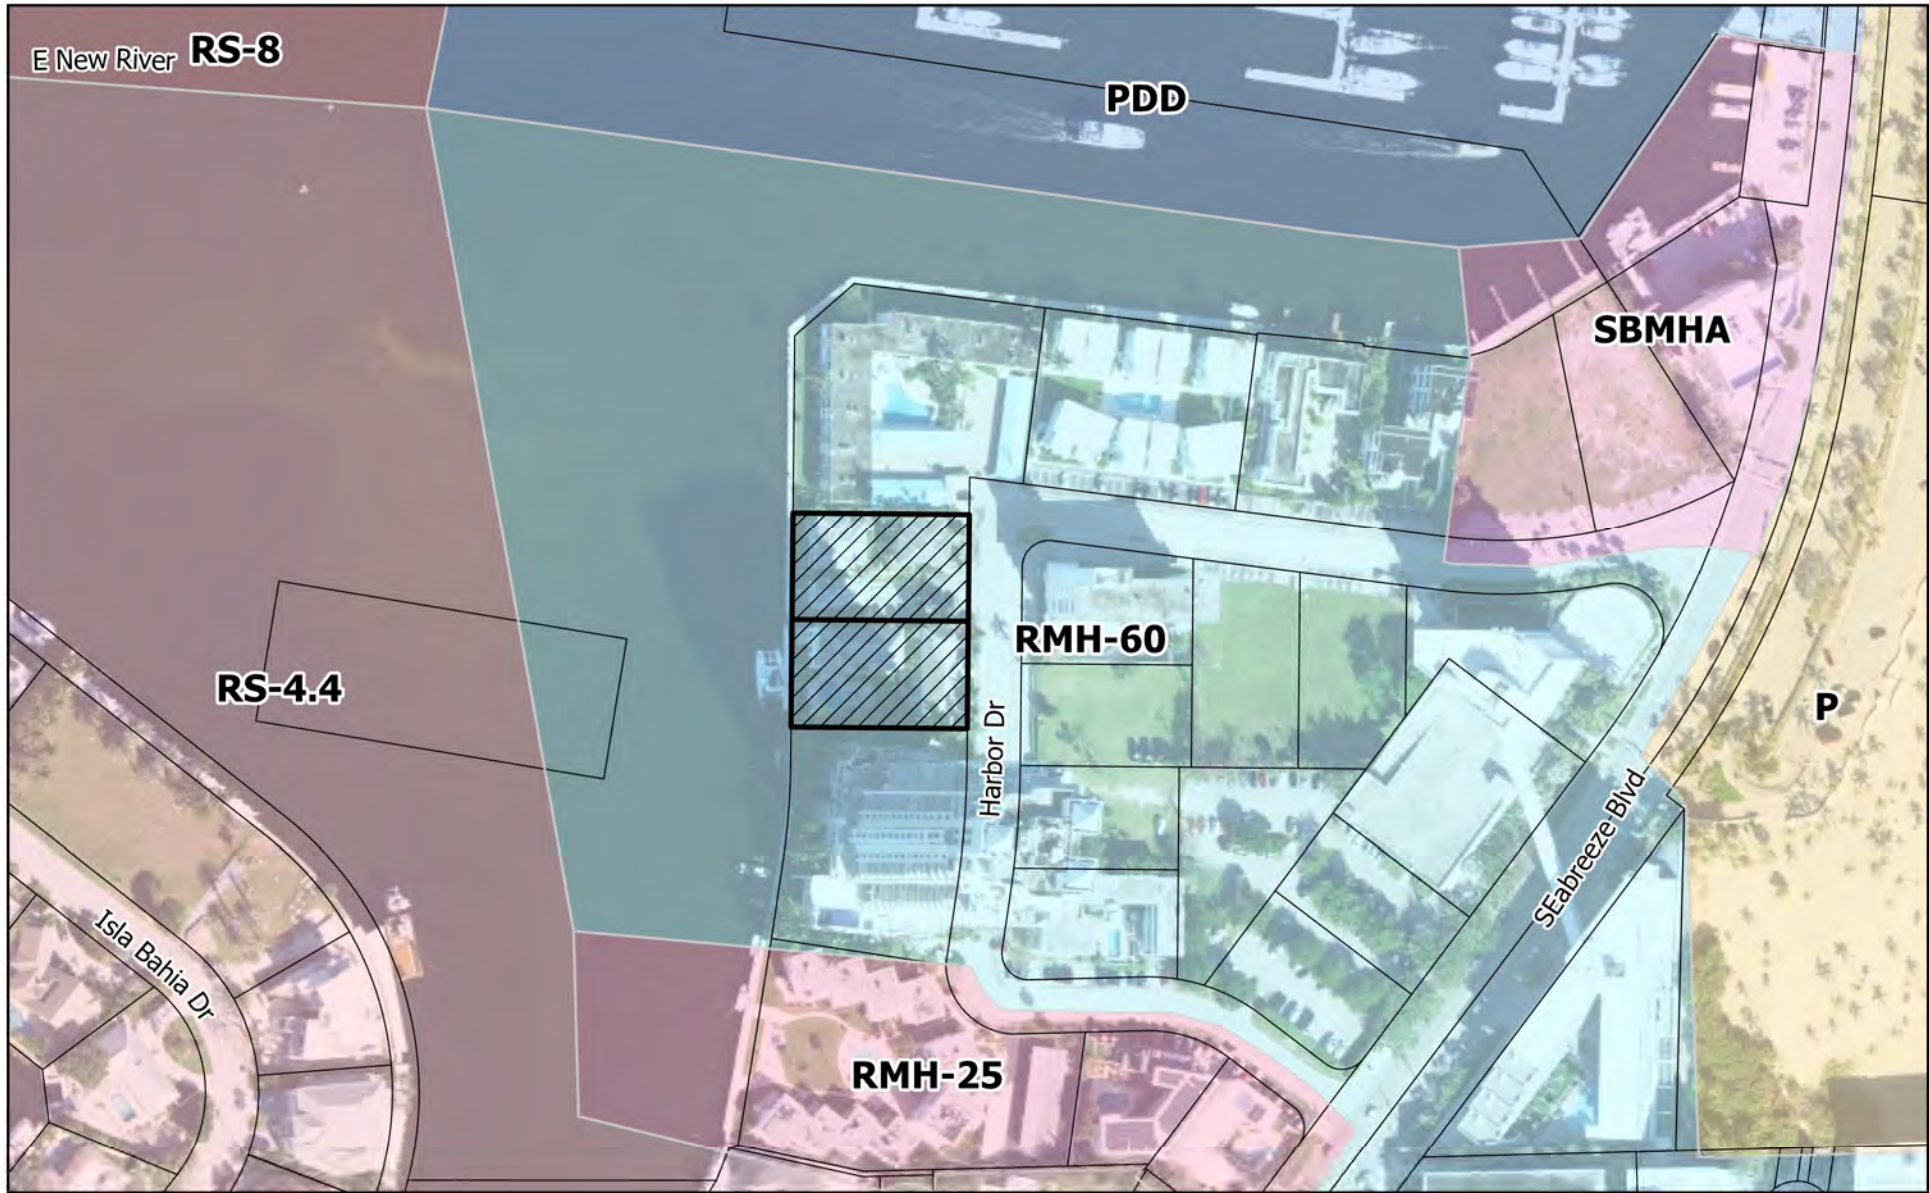 E New River
RS-8
PDD
SBMHA
RMH-60
RS-4.4
P
Harbor Dr
SEabreeze Blvd
Isla Bahia Dr
RMH-25